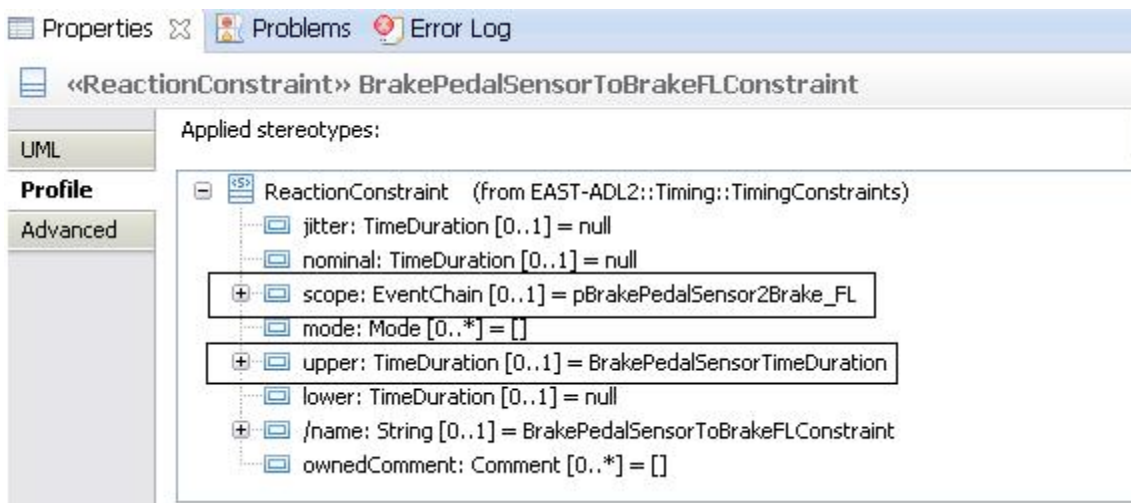 Properties Problems Error Log
«ReactionConstraint» BrakePedalSensorToBrakeFLConstraint
Applied stereotypes:
UML
Profile
Advanced
ReactionConstraint (from EAST-ADL2::Timing::TimingConstraints)
jitter: TimeDuration [0..1] = null
nominal: TimeDuration [0..1] = null
scope: EventChain [0..1] = pBrakePedalSensor2Brake_FL
mode: Mode [0..*] = []
upper: TimeDuration [0..1] = BrakePedalSensorTimeDuration
lower: TimeDuration [0..1] = null
/name: String [0..1] = BrakePedalSensorToBrakeFLConstraint
ownedComment: Comment [0..*] = []